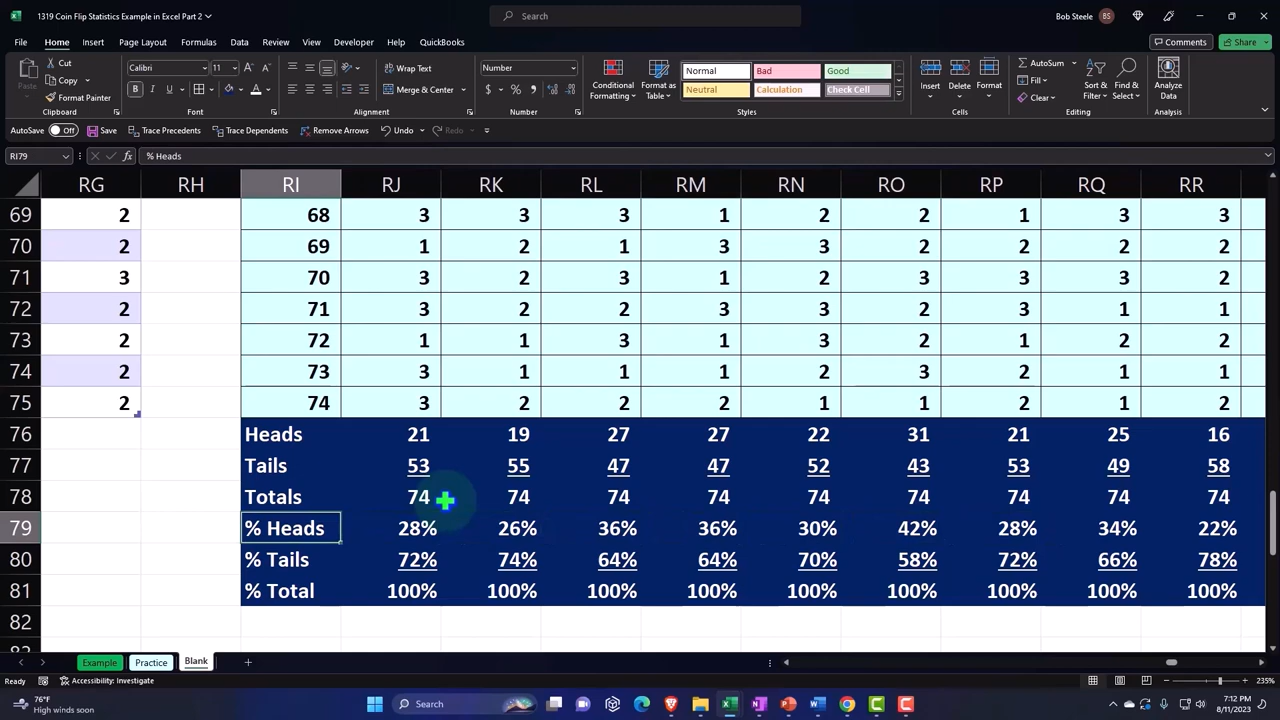 1319 Coin Flip Statistics Example in Excel Part 2
Search
Bob Steele
BS
File Home Insert Page Layout Formulas Data Review View Developer Help QuickBooks
Comments Share
Cut
Copy
Format Painter
Paste
Clipboard
Calibri 11
B I U
Font
Wrap Text
Merge & Center
Alignment
Number
$ % 9
Number
Conditional Formatting
Format as Table
Normal Bad Good
Neutral Calculation Check Cell
Styles
Insert Delete Format
Cells
AutoSum
Fill
Clear
Sort & Filter
Find & Select
Editing
Analyze Data
Analysis
AutoSave Off Save Trace Precedents Trace Dependents Remove Arrows Undo Redo
RI79 fx % Heads
RG RH RI RJ RK RL RM RN RO RP RQ RR
69 2 68 3 3 3 1 2 2 1 3 3
70 2 69 1 2 1 3 3 2 2 2 2
71 3 70 3 2 3 1 2 3 3 3 2
72 2 71 3 2 2 3 3 2 3 1 1
73 2 72 1 1 3 1 3 2 1 2 2
74 2 73 3 1 1 1 2 3 2 1 1
75 2 74 3 2 2 2 1 1 2 1 2
76 Heads 21 19 27 27 22 31 21 25 16
77 Tails 53 55 47 47 52 43 53 49 58
78 Totals 74 74 74 74 74 74 74 74 74
79 % Heads 28% 26% 36% 36% 30% 42% 28% 34% 22%
80 % Tails 72% 74% 64% 64% 70% 58% 72% 66% 78%
81 % Total 100% 100% 100% 100% 100% 100% 100% 100% 100%
82
Example Practice Blank
Ready Accessibility: Investigate 235%
76°F
High winds soon
Search
7:12 PM
8/11/2023